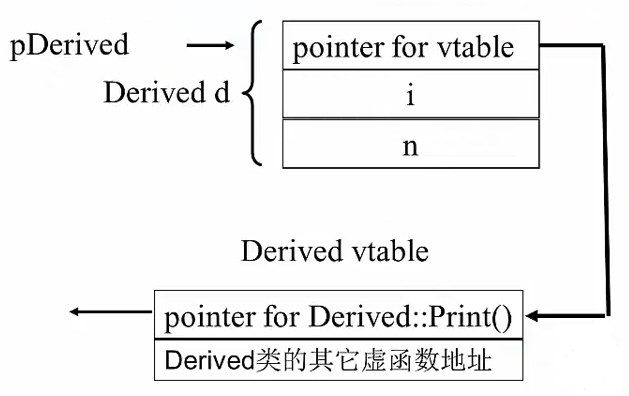 pDerived
pointer for vtable
Derived d
i
n
Derived vtable
pointer for Derived::Print()
Derived类的其它虚函数地址